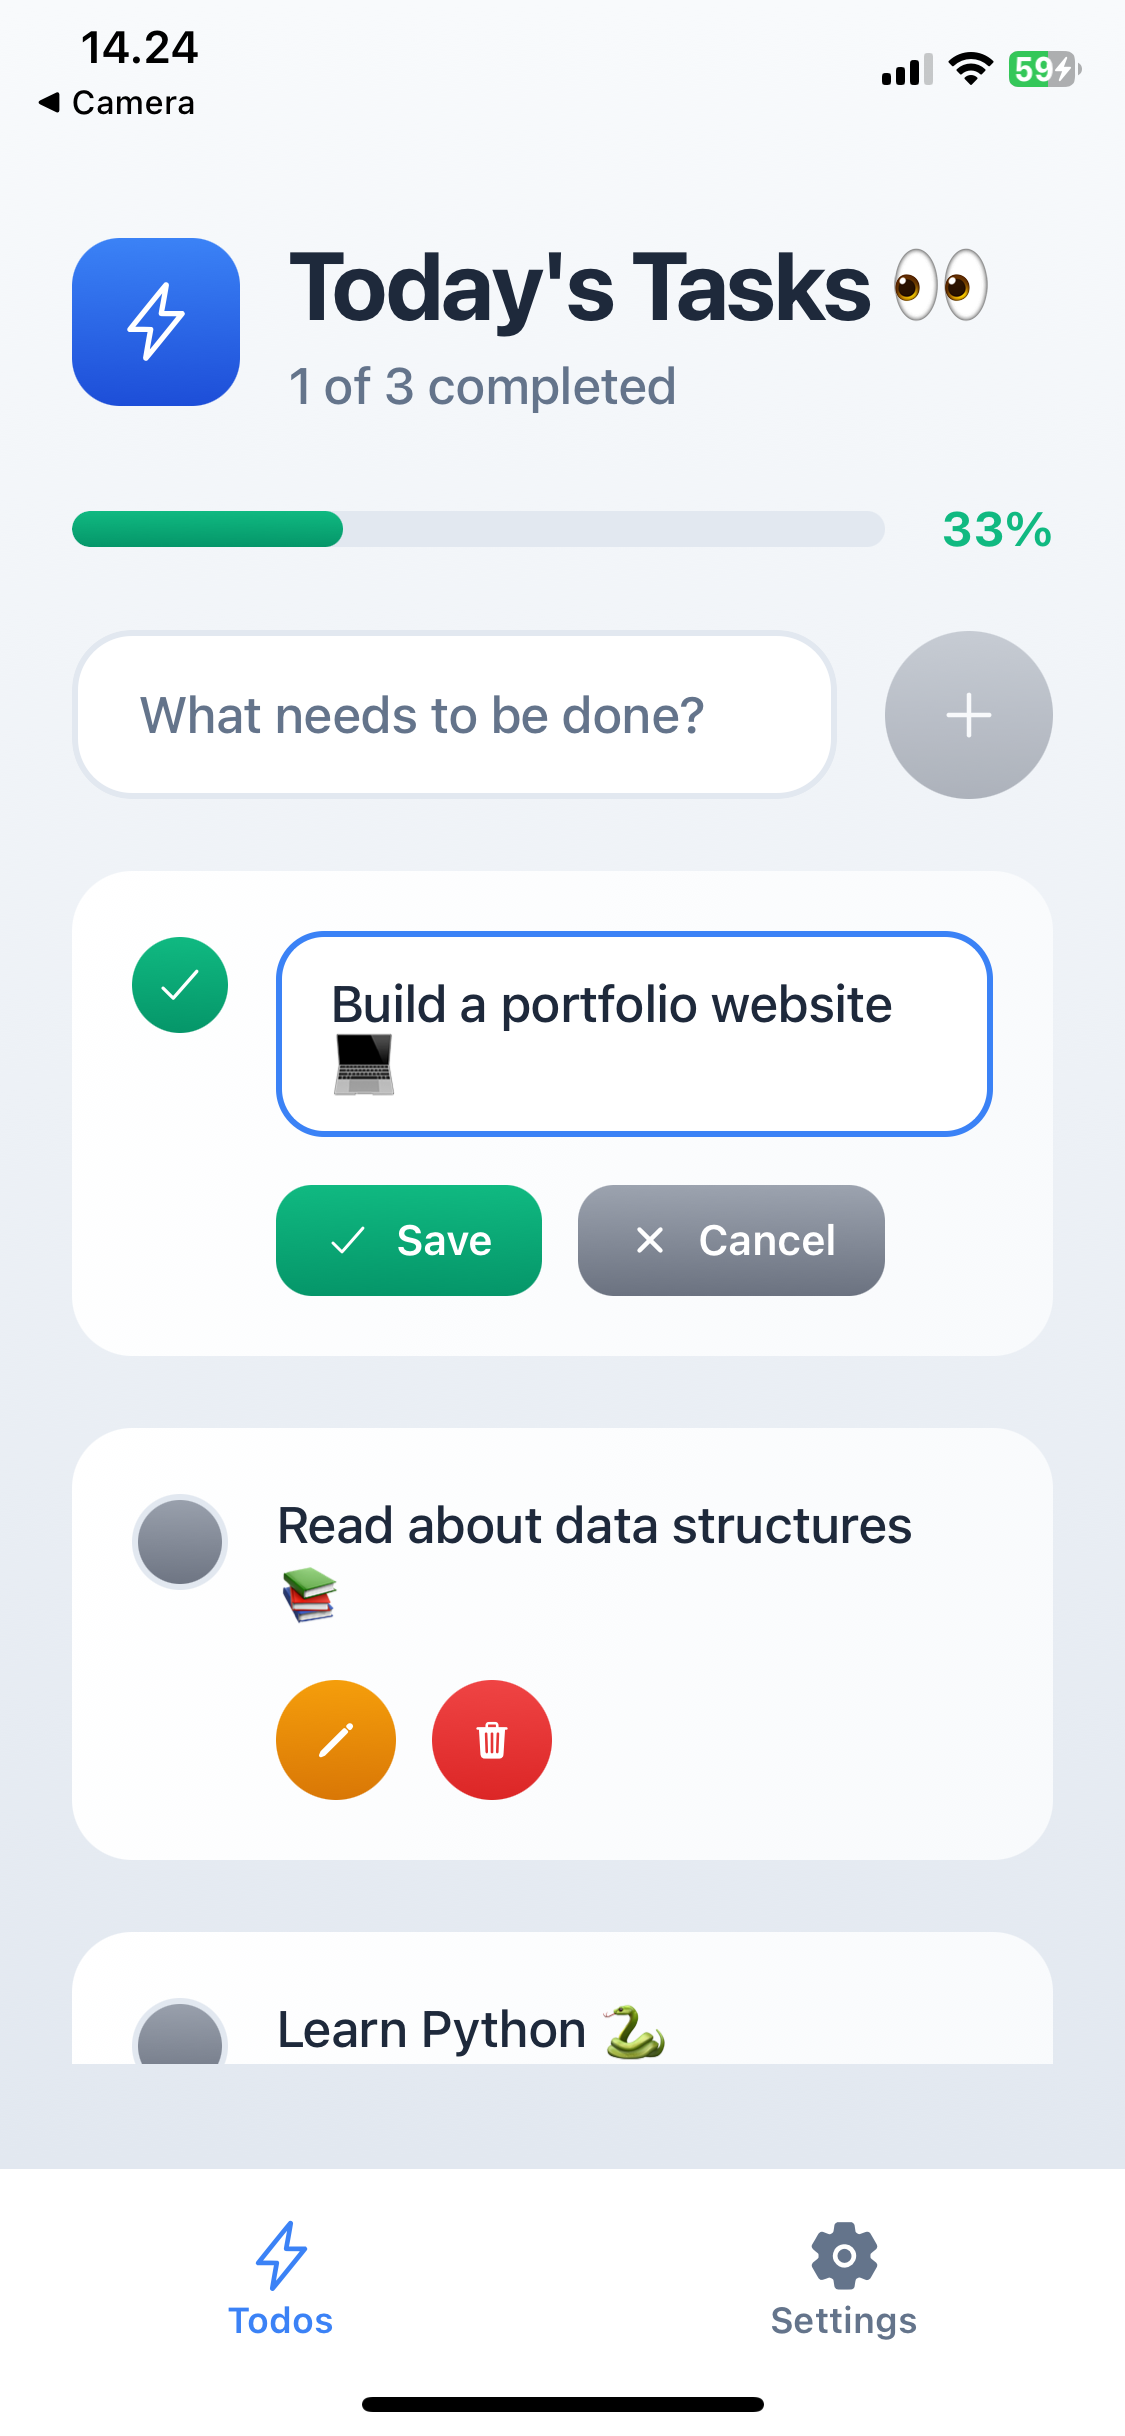 14.24
59
◀ Camera
Today's Tasks 👀
1 of 3 completed
33%
What needs to be done?
Build a portfolio website
💻
Save
Cancel
Read about data structures
📚
Learn Python 🐍
Todos
Settings